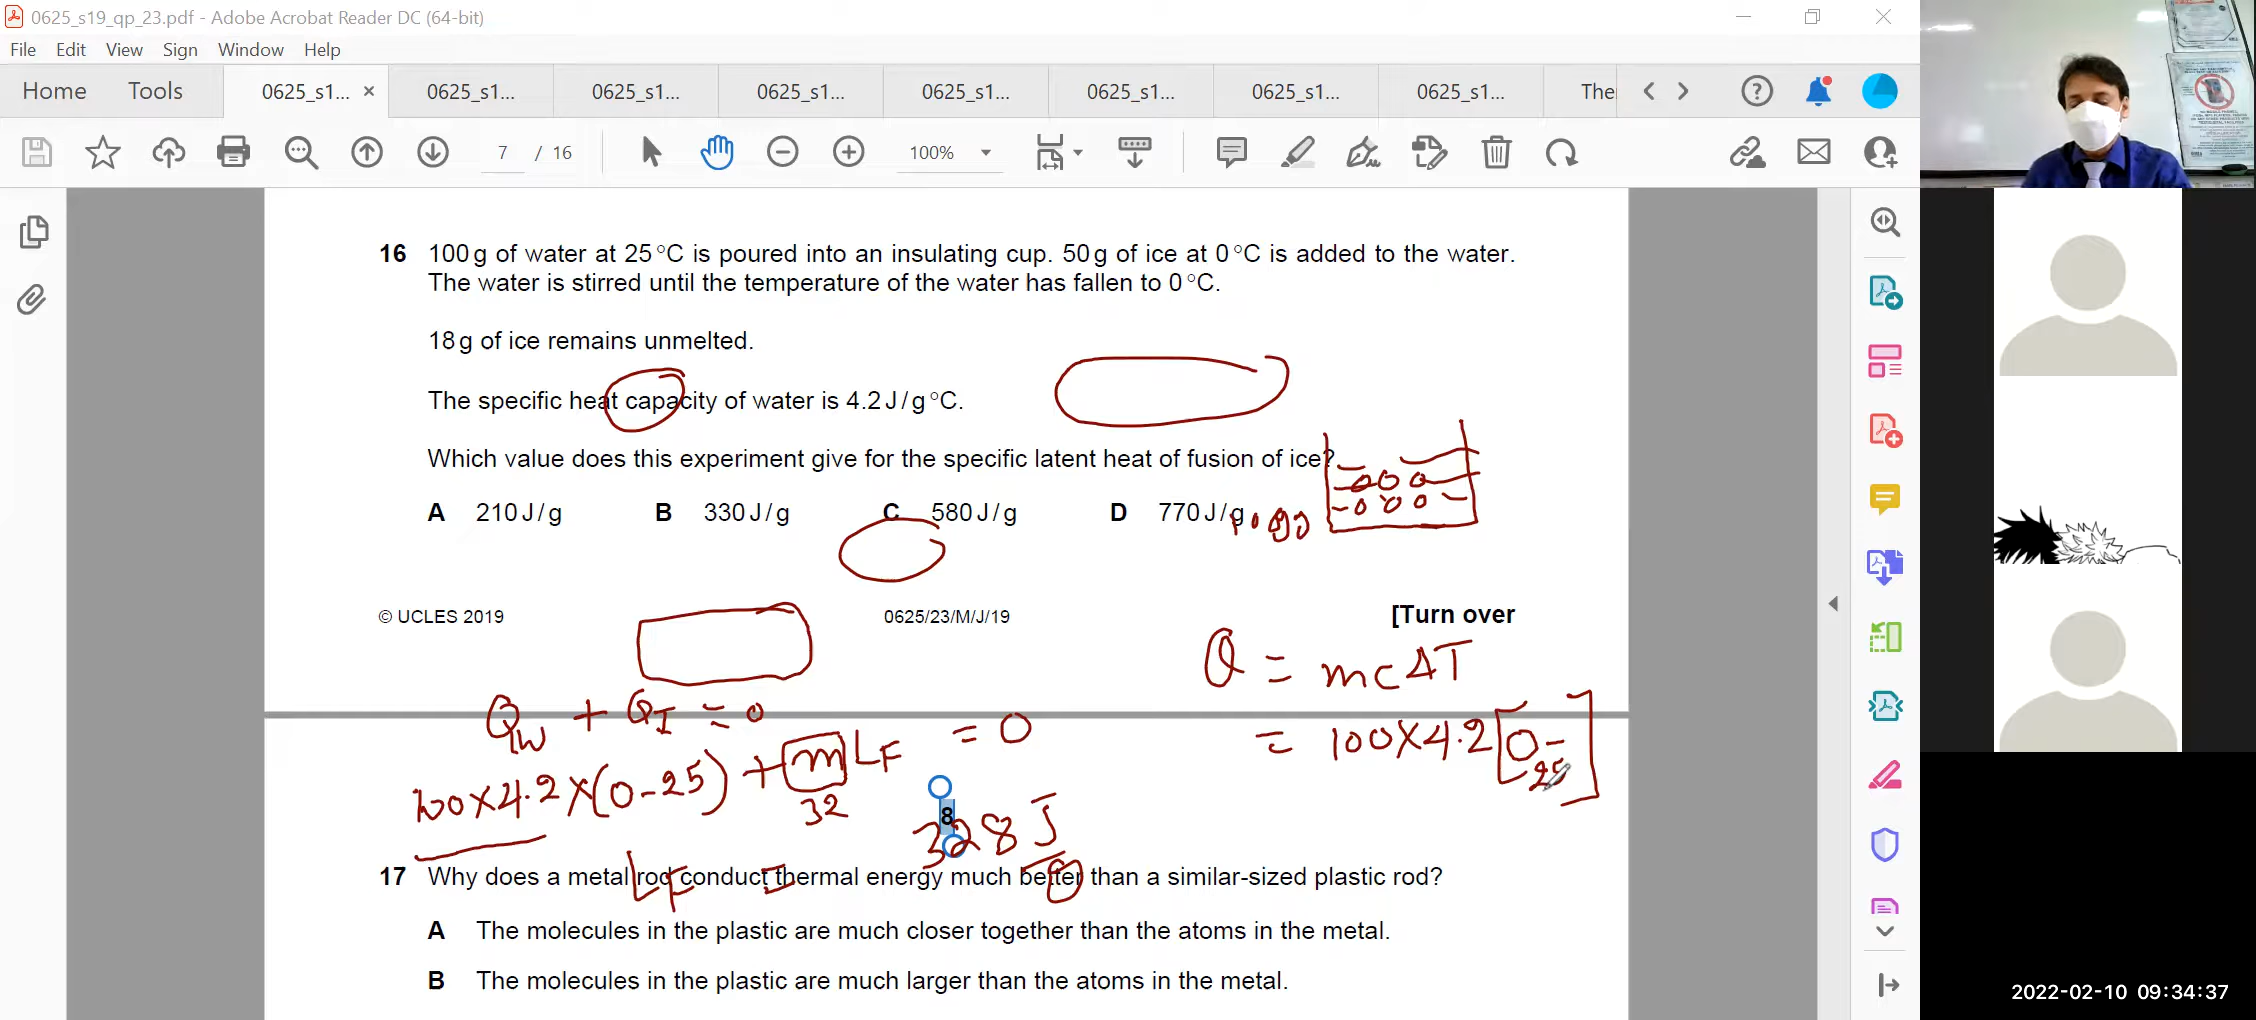 0625_s19_qp_23.pdf - Adobe Acrobat Reader DC (64-bit)
File Edit View Sign Window Help
Home Tools 0625_s1... × 0625_s1... 0625_s1... 0625_s1... 0625_s1... 0625_s1... 0625_s1... 0625_s1... The
7 / 16 100%
16 100 g of water at 25 °C is poured into an insulating cup. 50 g of ice at 0 °C is added to the water.
The water is stirred until the temperature of the water has fallen to 0 °C.
18 g of ice remains unmelted.
The specific heat capacity of water is 4.2 J / g °C.
Which value does this experiment give for the specific latent heat of fusion of ice?
A 210 J / g B 330 J / g C 580 J / g D 770 J / g
© UCLES 2019 0625/23/M/J/19 [Turn over
Q = mcΔT
Qw + QI = 0
= 100×4.2[0-25]
100×4.2×(0-25) + mLF = 0
32
8
328 J
LF =
g
17 Why does a metal rod conduct thermal energy much better than a similar-sized plastic rod?
A The molecules in the plastic are much closer together than the atoms in the metal.
B The molecules in the plastic are much larger than the atoms in the metal.
2022-02-10 09:34:37